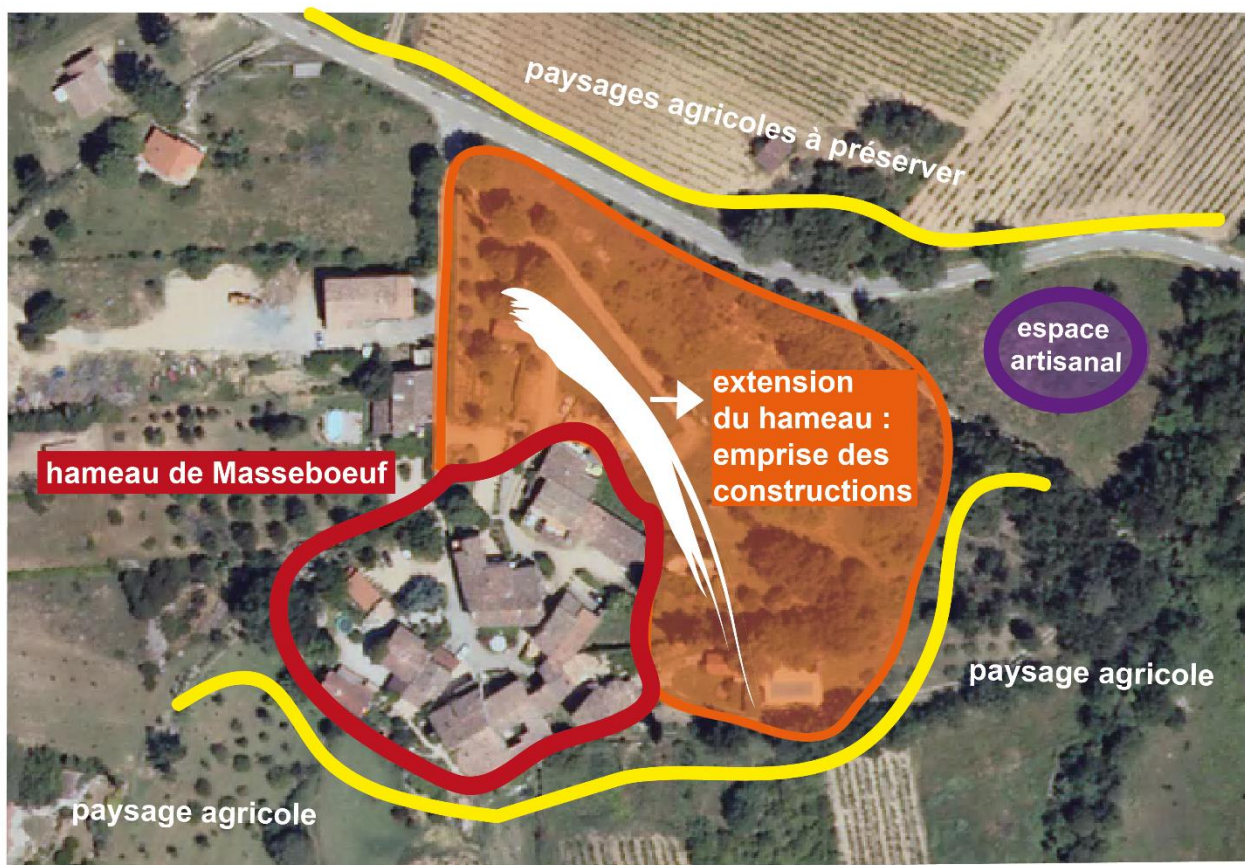 paysages agricoles à préserver
espace
artisanal
extension
du hameau :
emprise des
constructions
hameau de Masseboeuf
paysage agricole
paysage agricole